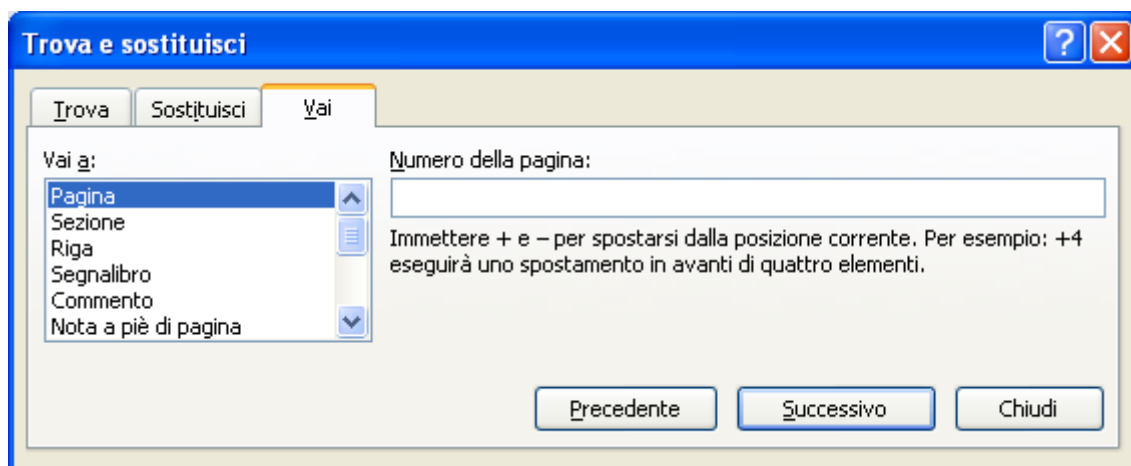 Trova e sostituisci
Trova Sostituisci Vai
Vai a:
Pagina
Sezione
Riga
Segnalibro
Commento
Nota a piè di pagina
Numero della pagina:
Immettere + e – per spostarsi dalla posizione corrente. Per esempio: +4
eseguirà uno spostamento in avanti di quattro elementi.
Precedente Successivo Chiudi